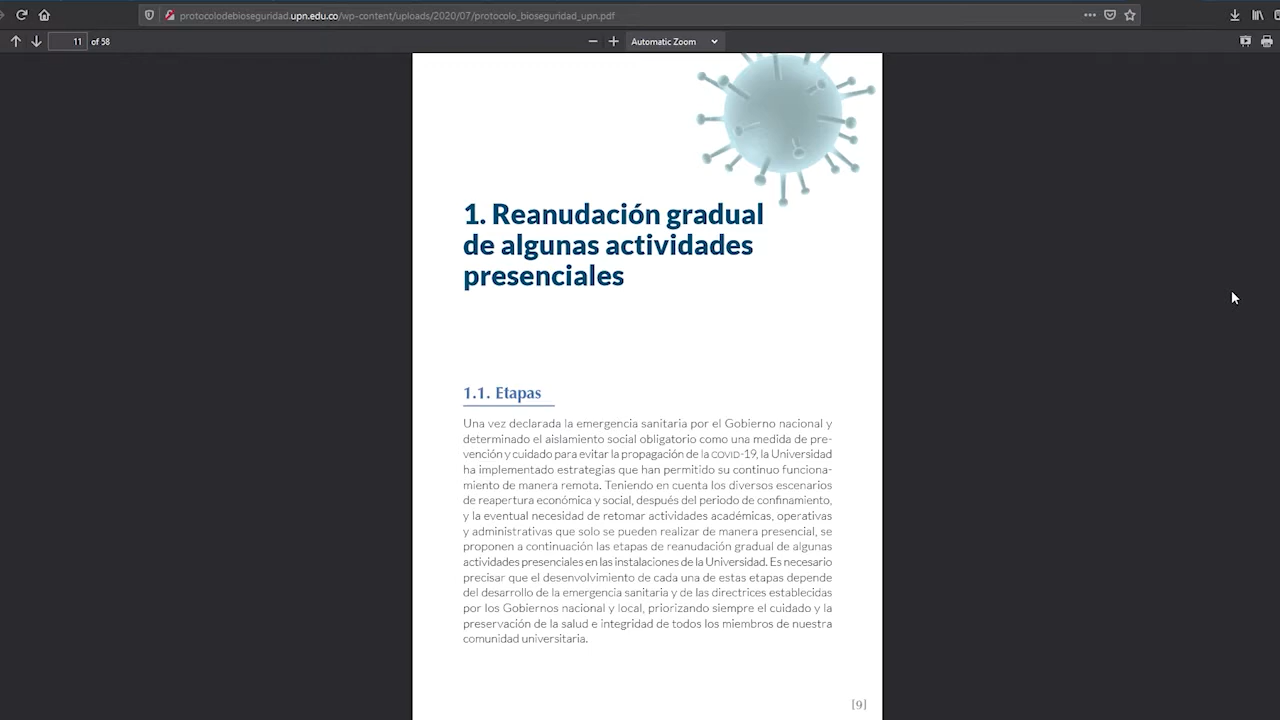 protocolodebioseguridad.upn.edu.co/wp-content/uploads/2020/07/protocolo_bioseguridad_upn.pdf
11 of 58
Automatic Zoom
1. Reanudación gradual
de algunas actividades
presenciales
1.1. Etapas
Una vez declarada la emergencia sanitaria por el Gobierno nacional y
determinado el aislamiento social obligatorio como una medida de pre-
vención y cuidado para evitar la propagación de la COVID-19, la Universidad
ha implementado estrategias que han permitido su continuo funciona-
miento de manera remota. Teniendo en cuenta los diversos escenarios
de reapertura económica y social, después del periodo de confinamiento,
y la eventual necesidad de retomar actividades académicas, operativas
y administrativas que solo se pueden realizar de manera presencial, se
proponen a continuación las etapas de reanudación gradual de algunas
actividades presenciales en las instalaciones de la Universidad. Es necesario
precisar que el desenvolvimiento de cada una de estas etapas depende
del desarrollo de la emergencia sanitaria y de las directrices establecidas
por los Gobiernos nacional y local, priorizando siempre el cuidado y la
preservación de la salud e integridad de todos los miembros de nuestra
comunidad universitaria.
[9]